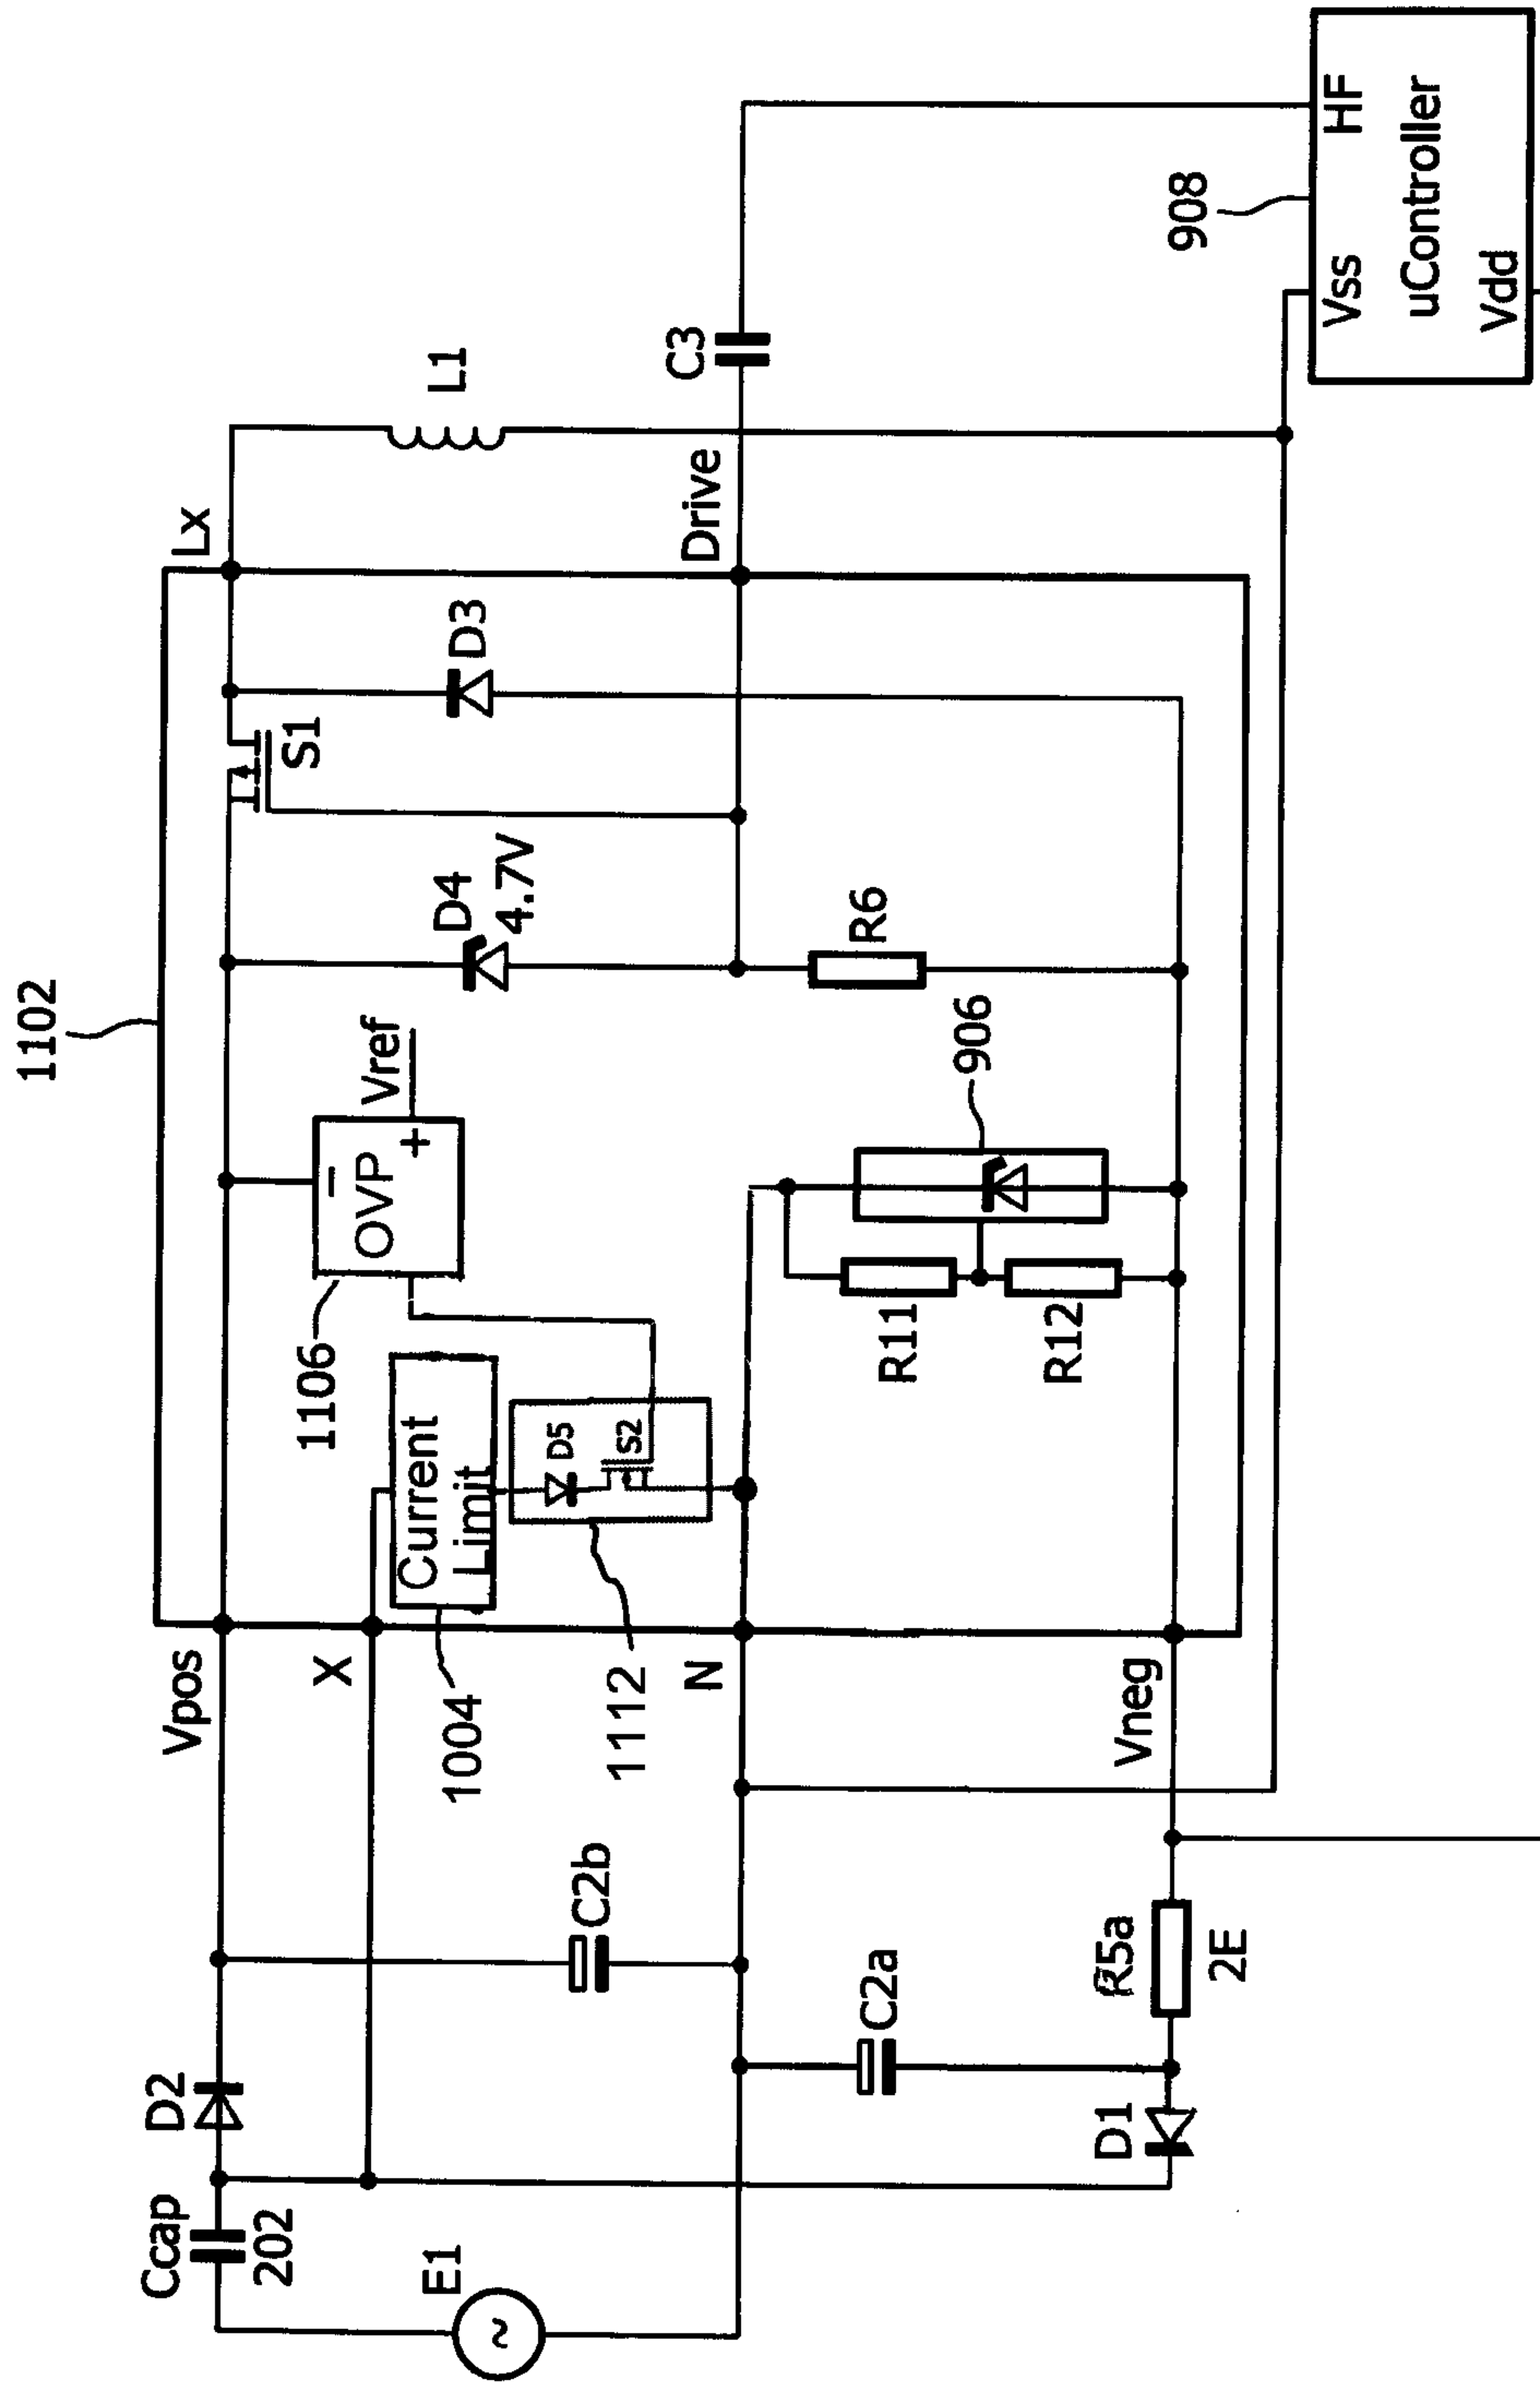 1102
Vpos
X
N
Vneg
Lx
Drive
Ccap
202
D2
E1
C2b
C2a
D1
R5a
2E
1004
1112
Current
Limit
D5
S2
1106
OVP
−
+
Vref
R11
R12
906
D4
4.7V
R6
S1
D3
L1
C3
908
Vss
HF
uController
Vdd
~